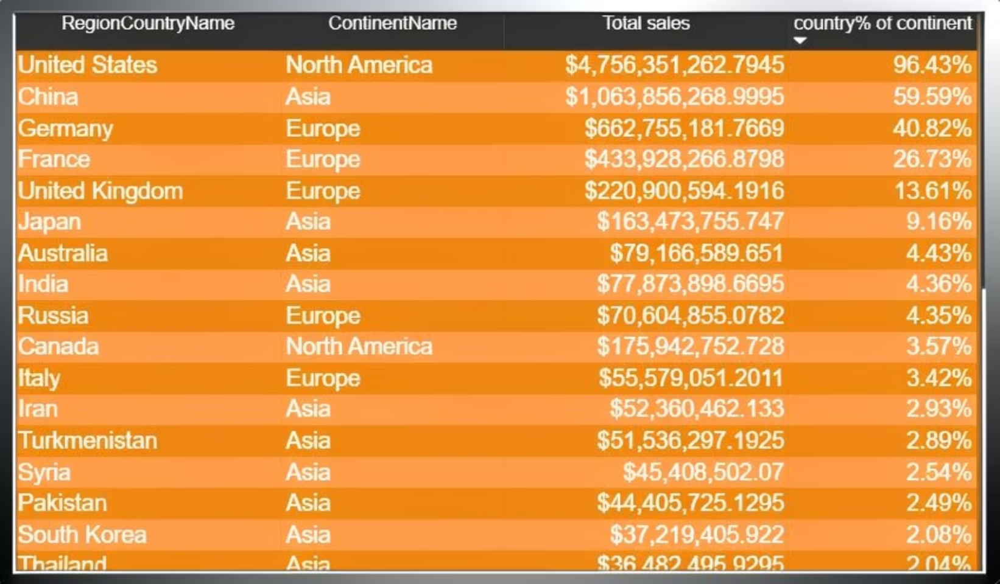 RegionCountryName ContinentName Total sales country% of continent
United States North America $4,756,351,262.7945 96.43%
China Asia $1,063,856,268.9995 59.59%
Germany Europe $662,755,181.7669 40.82%
France Europe $433,928,266.8798 26.73%
United Kingdom Europe $220,900,594.1916 13.61%
Japan Asia $163,473,755.747 9.16%
Australia Asia $79,166,589.651 4.43%
India Asia $77,873,898.6695 4.36%
Russia Europe $70,604,855.0782 4.35%
Canada North America $175,942,752.728 3.57%
Italy Europe $55,579,051.2011 3.42%
Iran Asia $52,360,462.133 2.93%
Turkmenistan Asia $51,536,297.1925 2.89%
Syria Asia $45,408,502.07 2.54%
Pakistan Asia $44,405,725.1295 2.49%
South Korea Asia $37,219,405.922 2.08%
Thailand Asia $36,482,495.9295 2.04%